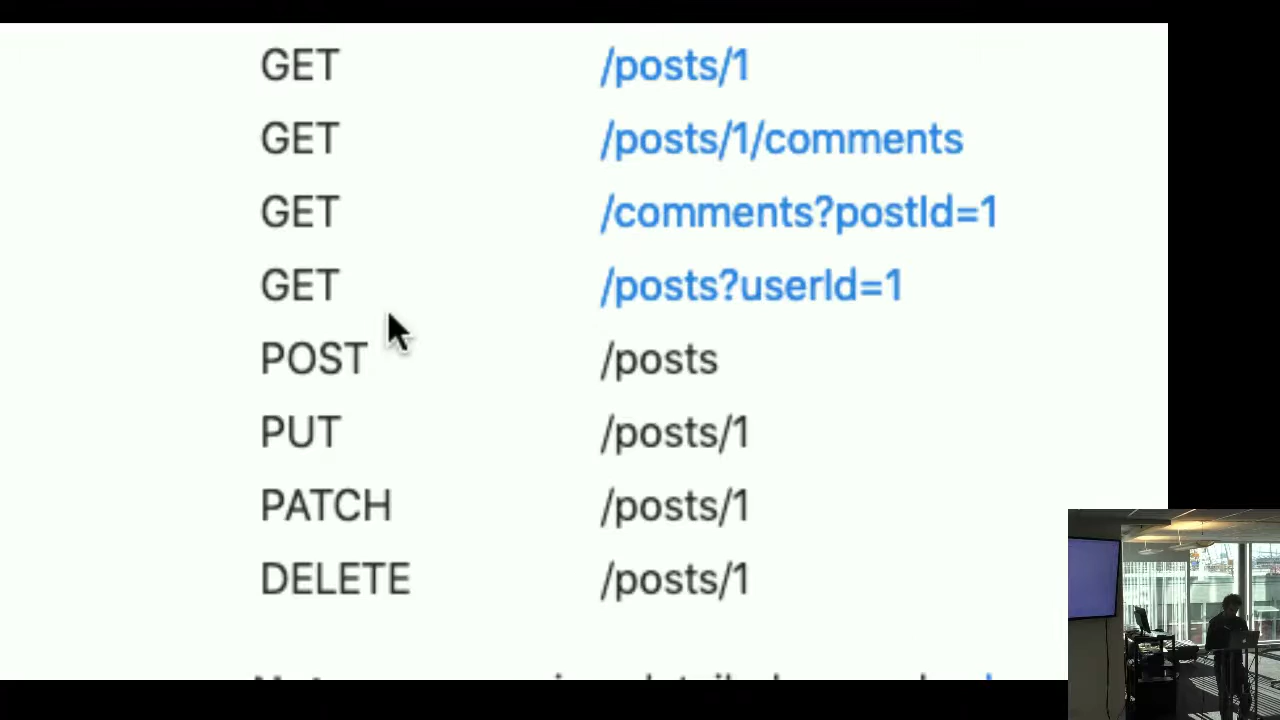 GET /posts/1
GET /posts/1/comments
GET /comments?postId=1
GET /posts?userId=1
POST /posts
PUT /posts/1
PATCH /posts/1
DELETE /posts/1